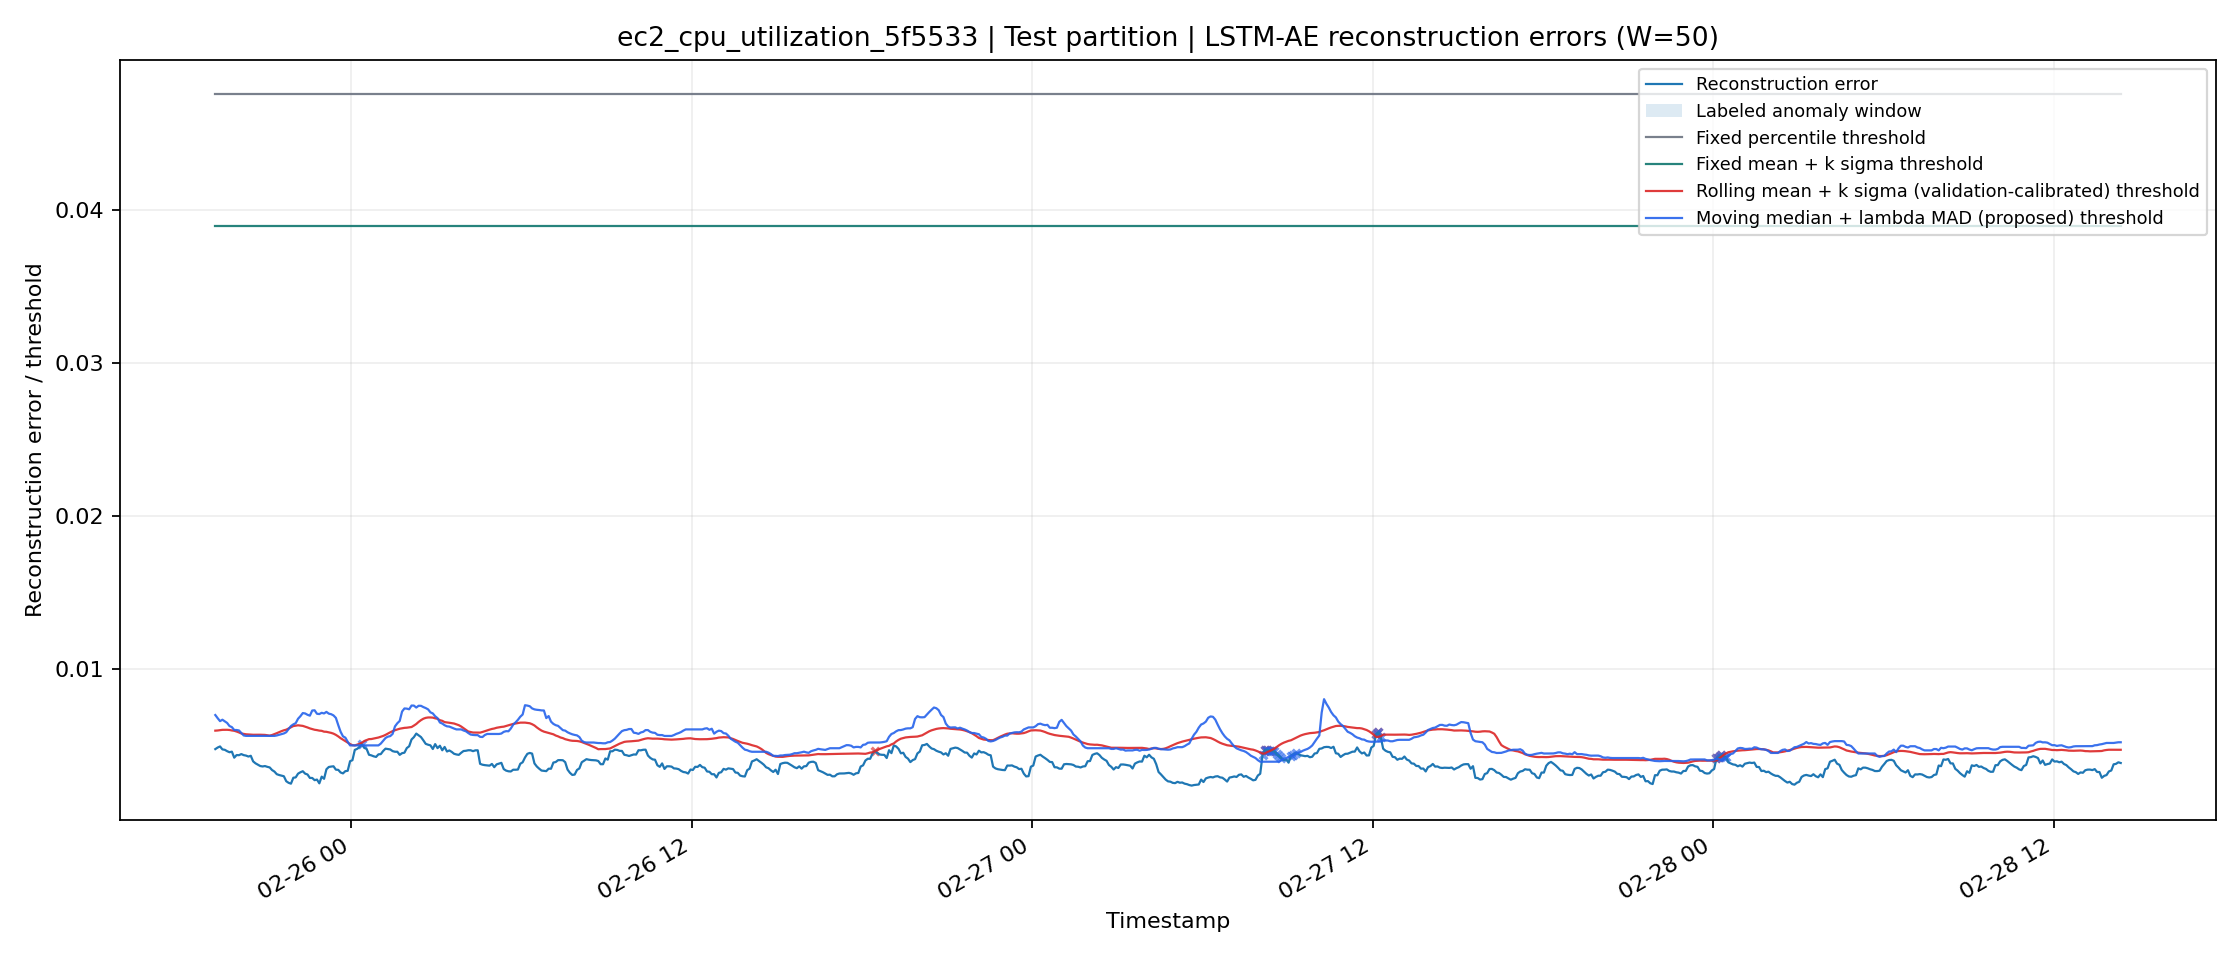 ec2_cpu_utilization_5f5533 | Test partition | LSTM-AE reconstruction errors (W=50)
Reconstruction error
Labeled anomaly window
Fixed percentile threshold
Fixed mean + k sigma threshold
Rolling mean + k sigma (validation-calibrated) threshold
Moving median + lambda MAD (proposed) threshold
Reconstruction error / threshold
0.04
0.03
0.02
0.01
02-26 00
02-26 12
02-27 00
02-27 12
02-28 00
02-28 12
Timestamp